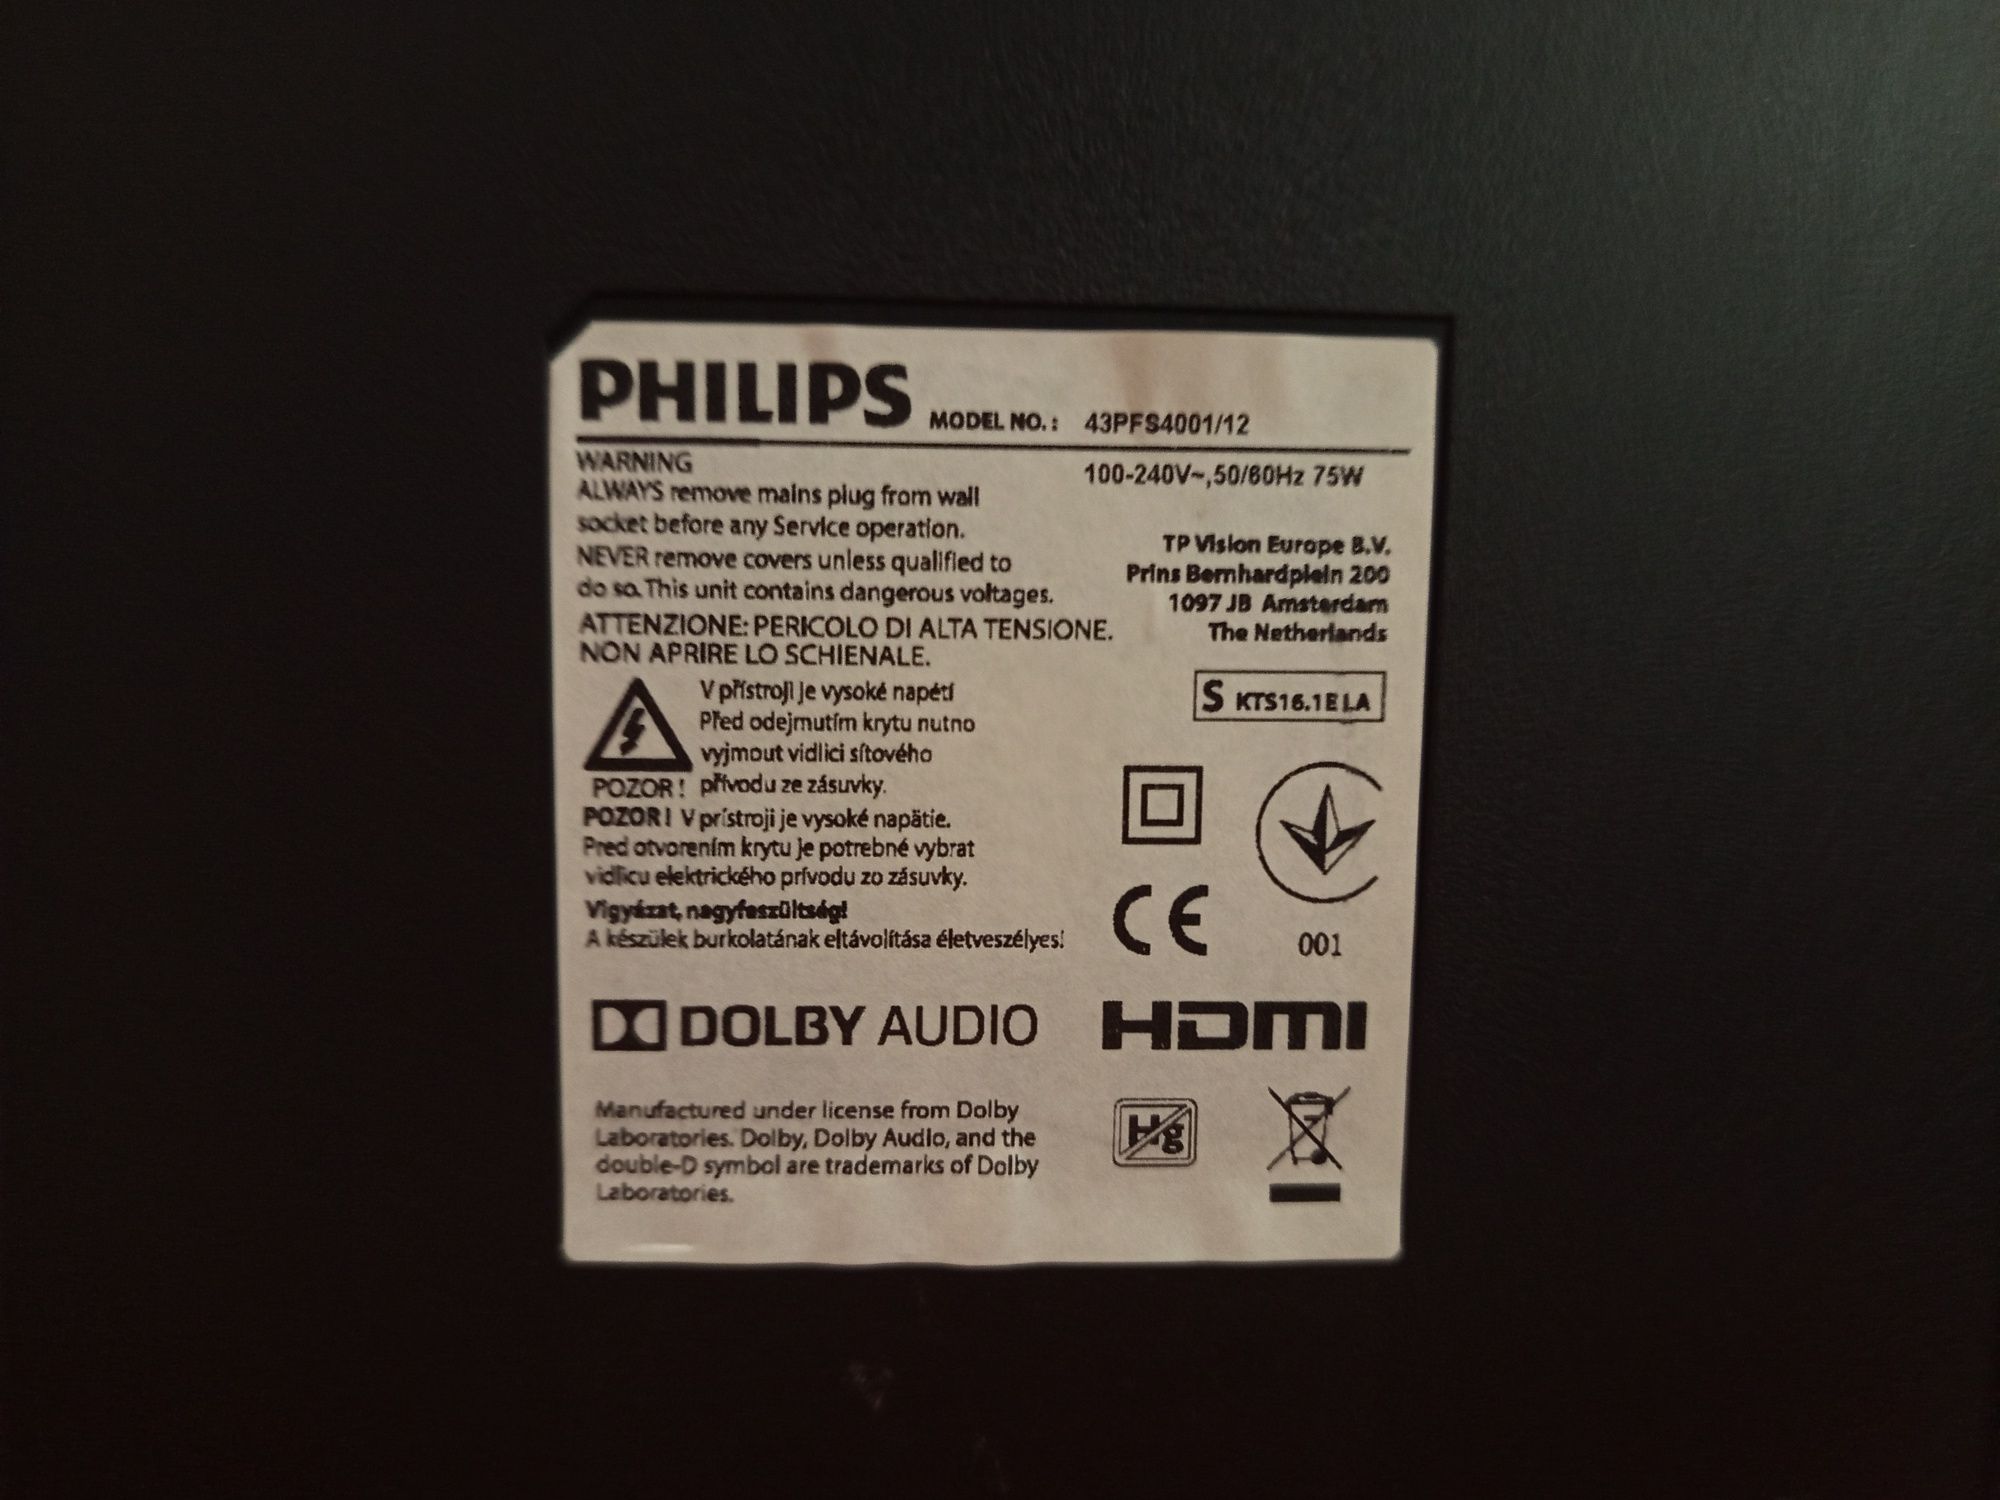 PHILIPS MODEL NO.: 43PFS4001/12
WARNING
ALWAYS remove mains plug from wall
socket before any Service operation.
NEVER remove covers unless qualified to
do so. This unit contains dangerous voltages.
ATTENZIONE: PERICOLO DI ALTA TENSIONE.
NON APRIRE LO SCHIENALE.
V přístroji je vysoké napétí
Před odejmutím krytu nutno
vyjmout vidlici sítového
přívodu ze zásuvky.
POZOR!
POZOR! V prístroji je vysoké napätie.
Pred otvorením krytu je potrebné vybrat
vidlicu elektrického prívodu zo zásuvky.
Vigyázat, nagyfeszültség!
A készülek burkolatának eltávolítása életveszélyes!
100-240V~,50/60Hz 75W
TP Vision Europe B.V.
Prins Bernhardplein 200
1097 JB Amsterdam
The Netherlands
S KTS16.1E LA
CE
001
DOLBY AUDIO
HDMI
Manufactured under license from Dolby
Laboratories. Dolby, Dolby Audio, and the
double-D symbol are trademarks of Dolby
Laboratories.
Hg